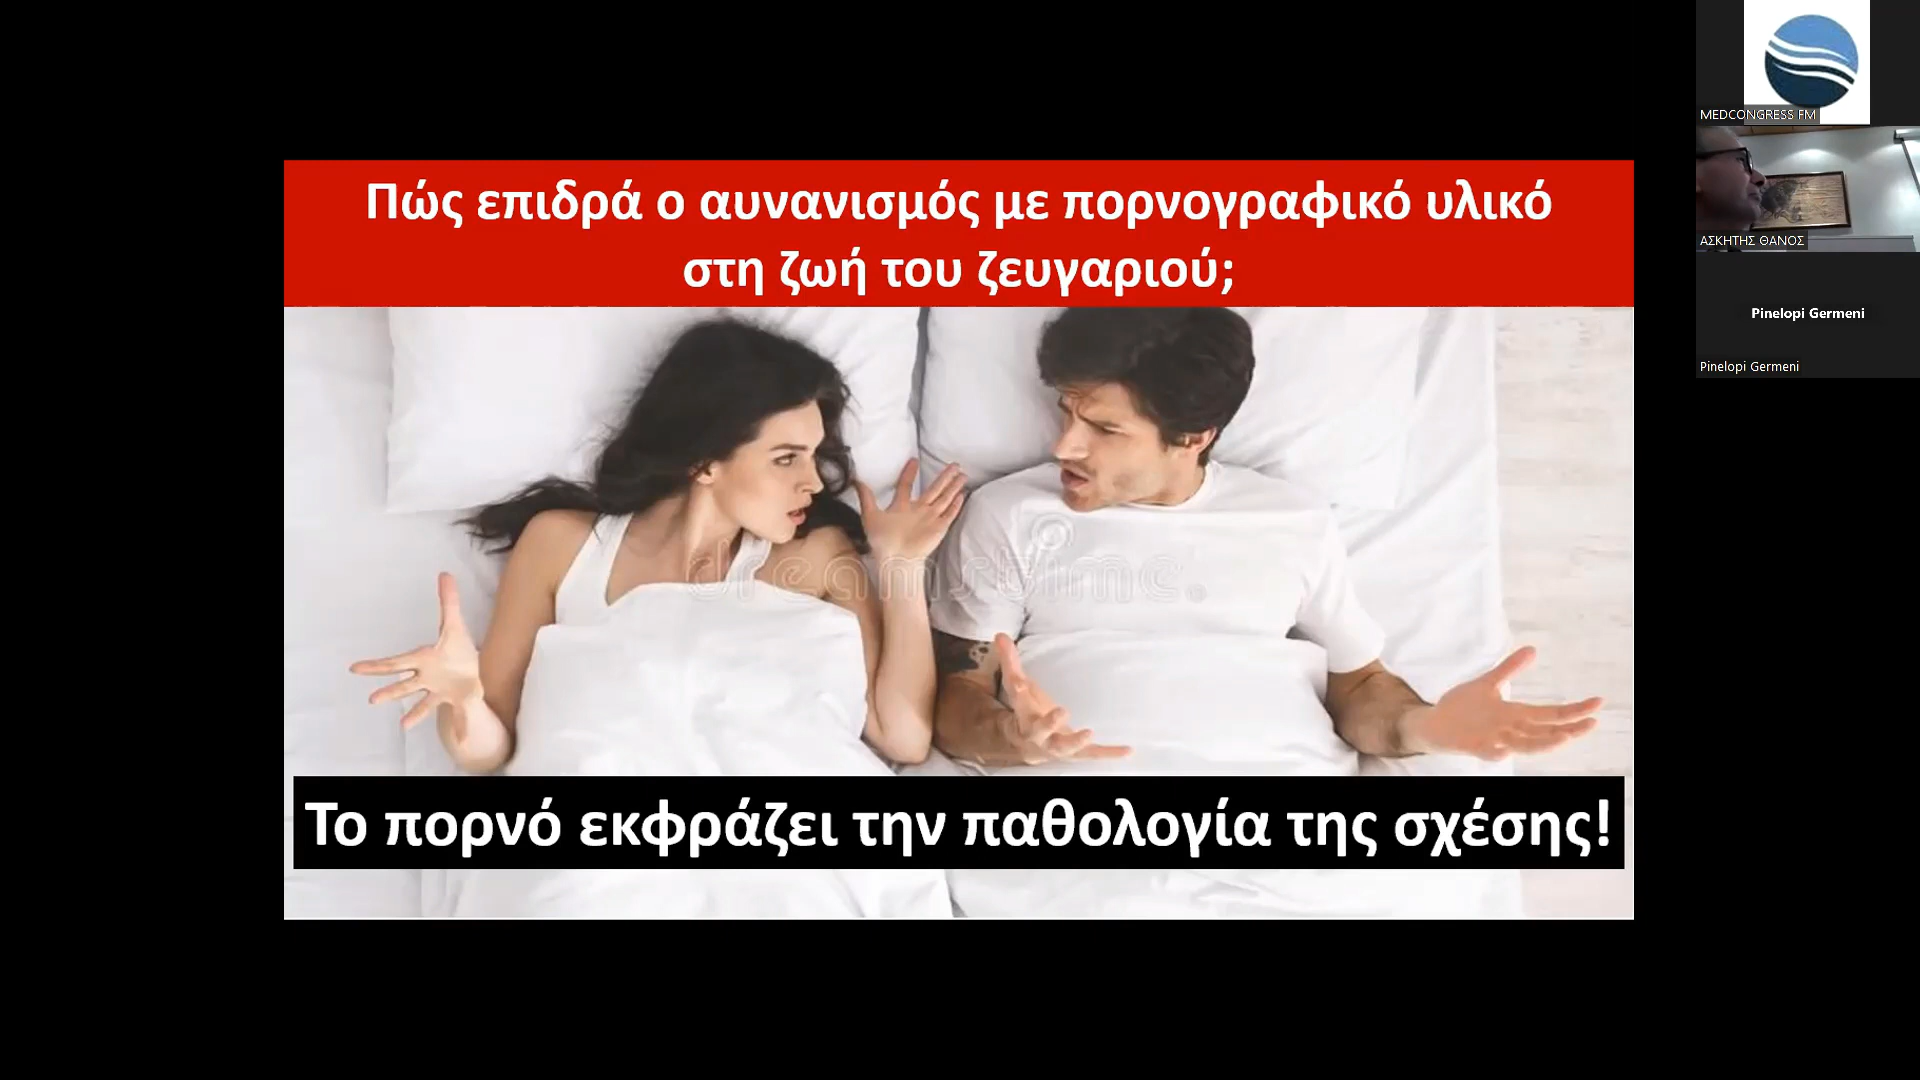 Πώς επιδρά ο αυνανισμός με πορνογραφικό υλικό
στη ζωή του ζευγαριού;
dreamstime.
Το πορνό εκφράζει την παθολογία της σχέσης!
MEDCONGRESS FM
ΑΣΚΗΤΗΣ ΘΑΝΟΣ
Pinelopi Germeni
Pinelopi Germeni